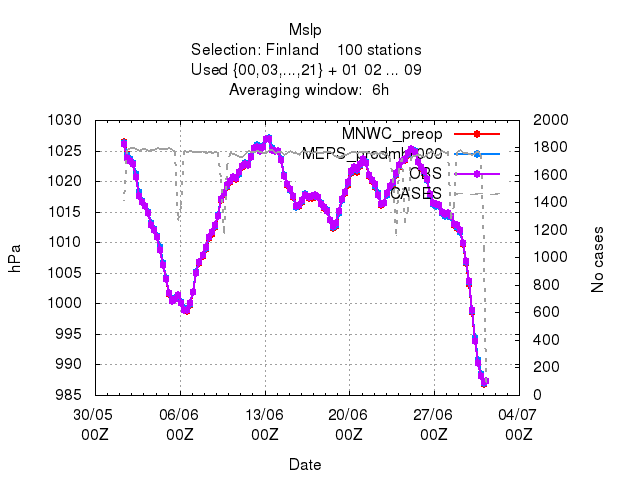 Mslp
Selection: Finland    100 stations
Used {00,03,...,21} + 01 02 ... 09
Averaging window:  6h
1030 2000
MNWC_preop
1025 1800
MEPS_prodmk2000
1020 1600
OBS
1400
CASES
1015
1010 1200
hPa
1005 1000
No cases
1000 800
995 600
400
990 200
985 0
30/05 06/06 13/06 20/06 27/06 04/07
00Z 00Z 00Z 00Z 00Z 00Z
Date